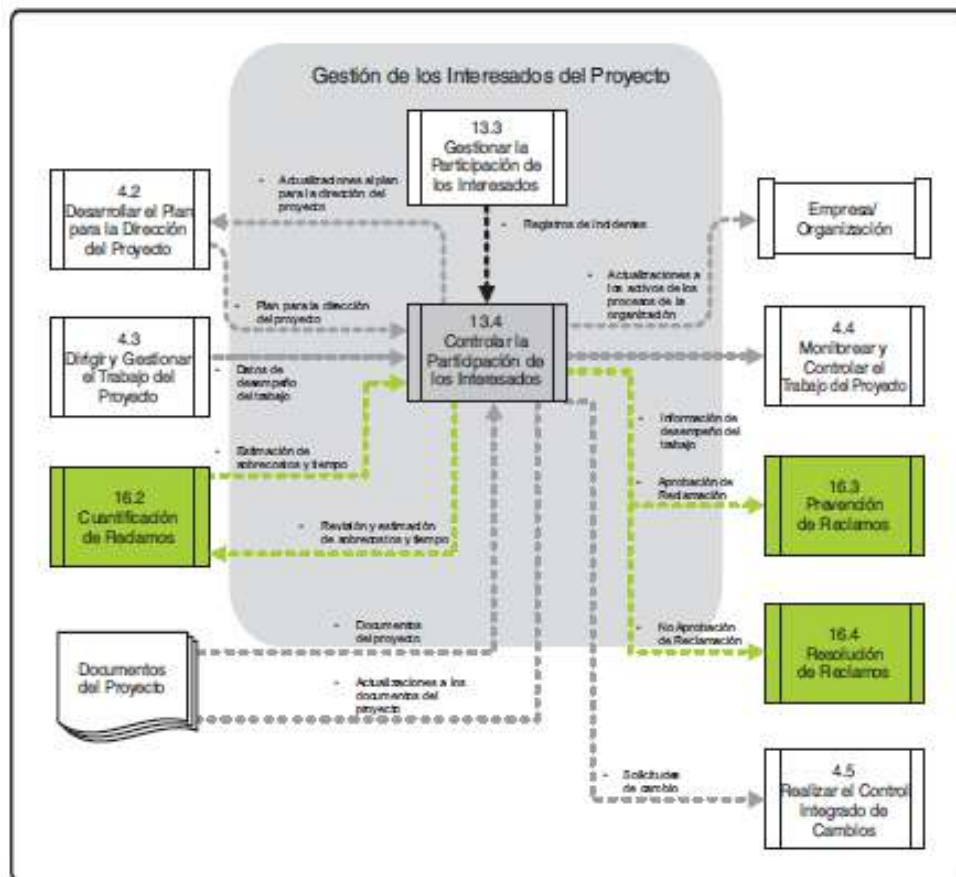 Gestión de los Interesados del Proyecto
13.3
Gestionar la
Participación de
los Interesados
4.2
Desarrollar el Plan
para la Dirección
del Proyecto
- Actualizaciones al plan
para la dirección del
proyecto
- Registros de Incidentes
Empresa/
Organización
- Actualizaciones a
los activos de los
procesos de la
organización
- Plan para la dirección
del proyecto
13.4
Controlar la
Participación de
los Interesados
4.3
Dirigir y Gestionar
el Trabajo del
Proyecto
- Datos de
desempeño
del trabajo
4.4
Monitorear y
Controlar el
Trabajo del Proyecto
- Información de
desempeño del
trabajo
- Estimación de
sobrecostos y tiempo
16.2
Cuantificación
de Reclamos
- Aprobación de
Reclamación
16.3
Prevención
de Reclamos
- Revisión y estimación
de sobrecostos y tiempo
- Documentos
del proyecto
- No Aprobación
de Reclamación
16.4
Resolución
de Reclamos
Documentos
del Proyecto
- Actualizaciones a los
documentos del
proyecto
- Solicitudes
de cambio
4.5
Realizar el Control
Integrado de
Cambios